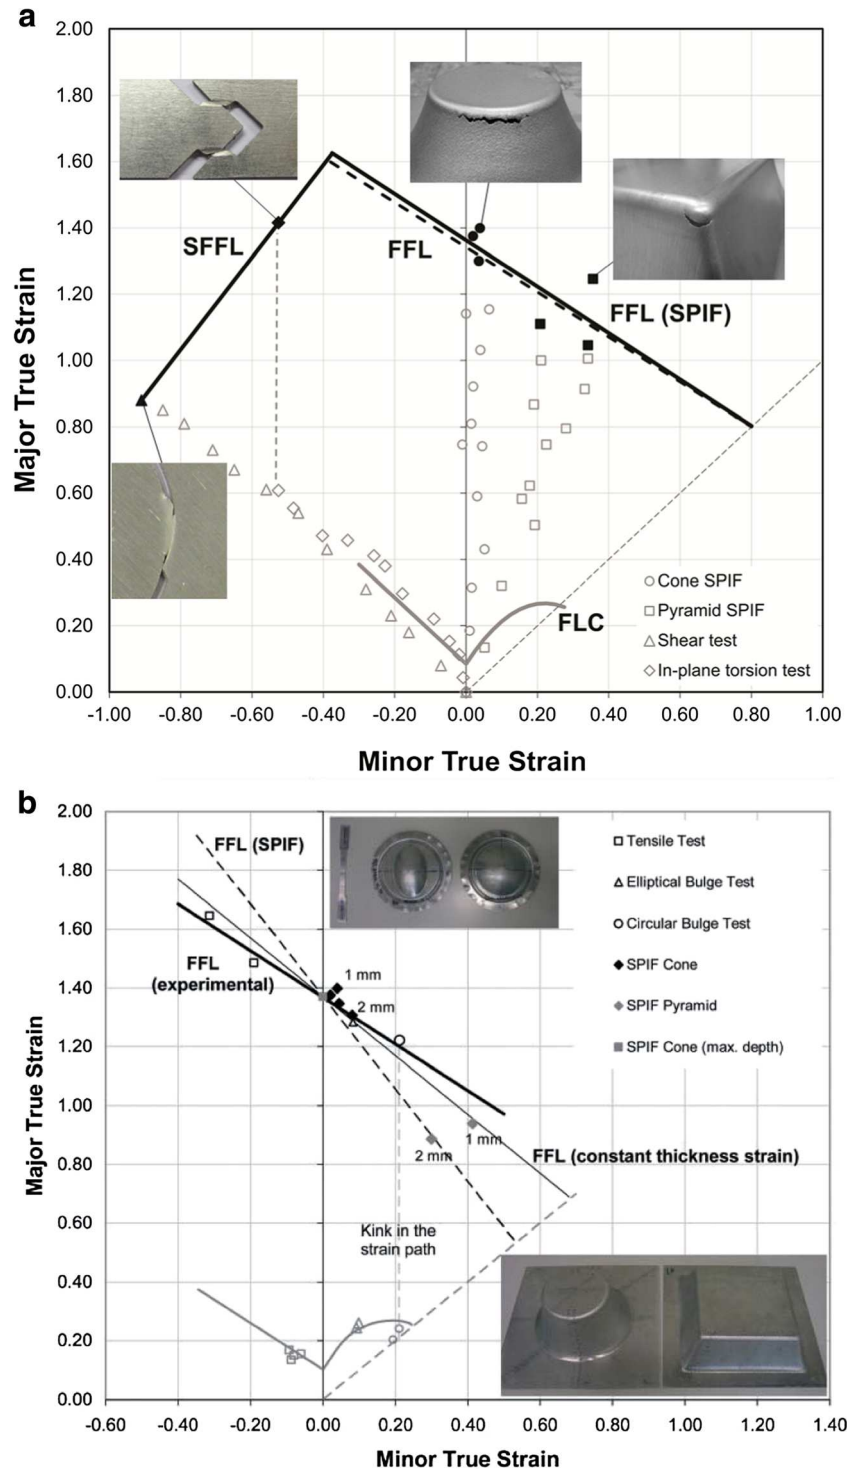 a
2.00
1.80
1.60
1.40
1.20
1.00
0.80
0.60
0.40
0.20
0.00
Major True Strain
SFFL
FFL
FFL (SPIF)
FLC
Cone SPIF
Pyramid SPIF
Shear test
In-plane torsion test
-1.00 -0.80 -0.60 -0.40 -0.20 0.00 0.20 0.40 0.60 0.80 1.00
Minor True Strain
b
2.00
1.80
1.60
1.40
1.20
1.00
0.80
0.60
0.40
0.20
0.00
Major True Strain
FFL (SPIF)
FFL
(experimental)
1 mm
2 mm
1 mm
2 mm
FFL (constant thickness strain)
Kink in the
strain path
Tensile Test
Elliptical Bulge Test
Circular Bulge Test
SPIF Cone
SPIF Pyramid
SPIF Cone (max. depth)
-0.60 -0.40 -0.20 0.00 0.20 0.40 0.60 0.80 1.00 1.20 1.40
Minor True Strain